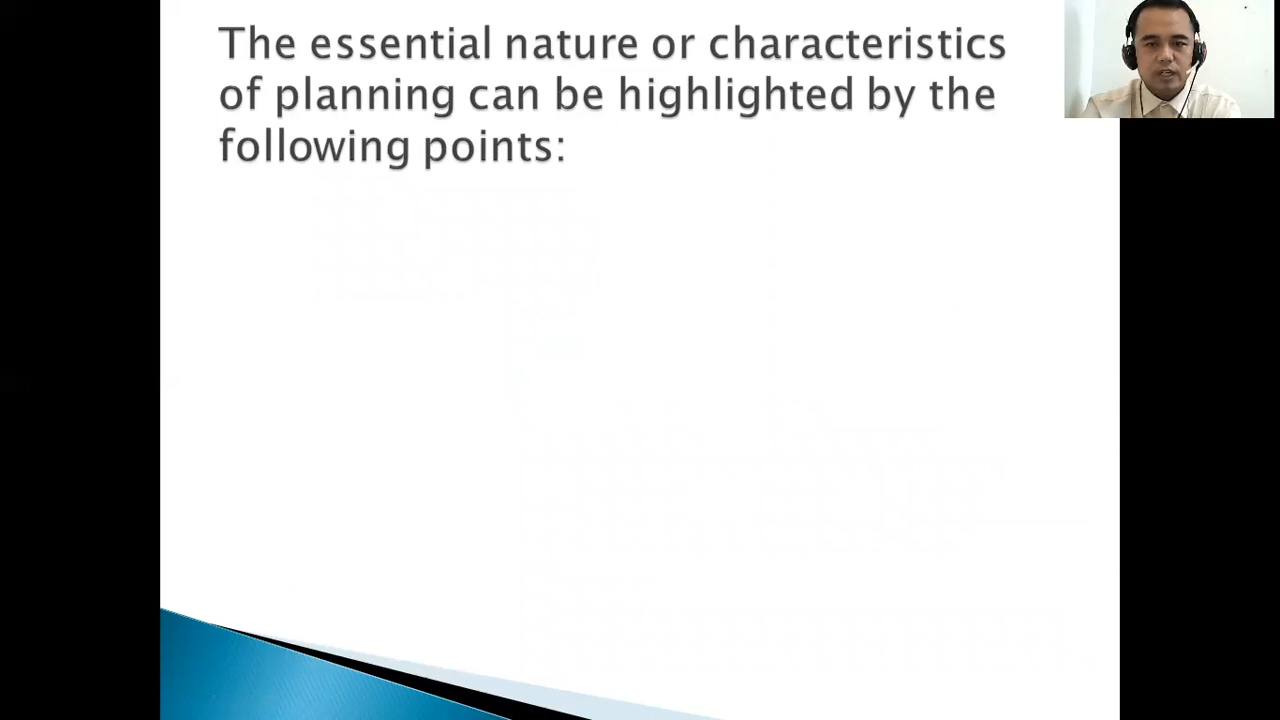 The essential nature or characteristics
of planning can be highlighted by the
following points: